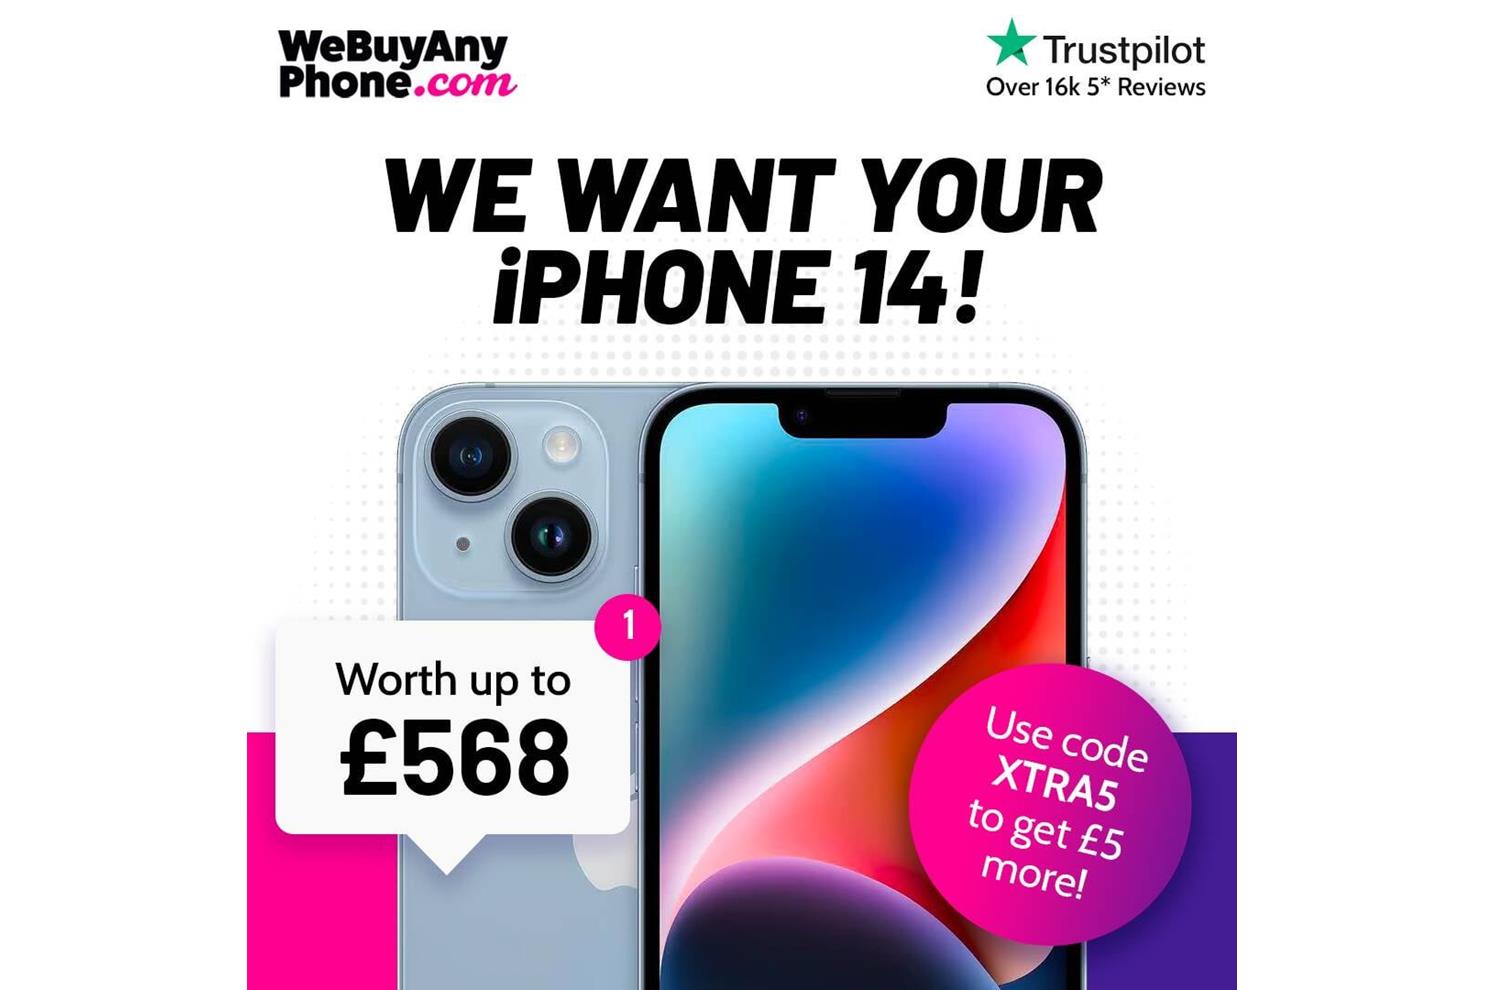 WeBuyAny
Phone.com
Trustpilot
Over 16k 5* Reviews
WE WANT YOUR
iPHONE 14!
1
Worth up to
£568
Use code
XTRA5
to get £5
more!